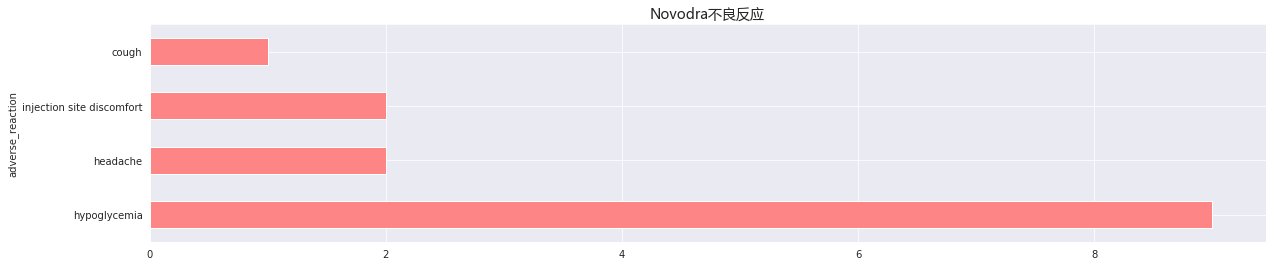 Novodra不良反应
adverse_reaction
cough
injection site discomfort
headache
hypoglycemia
0 2 4 6 8